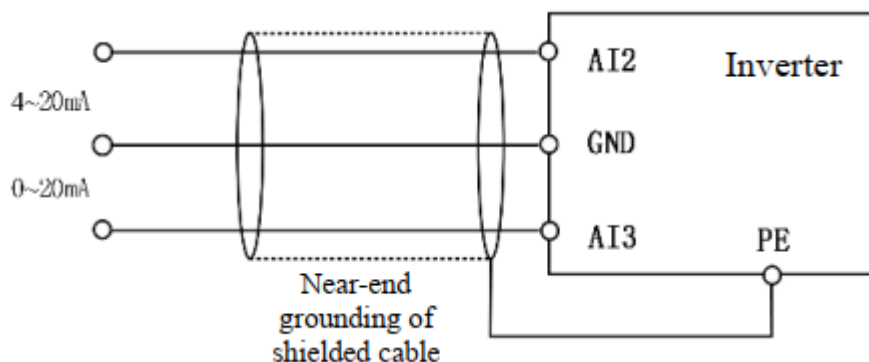 AI2
Inverter
4~20mA
GND
0~20mA
AI3
PE
Near-end
grounding of
shielded cable